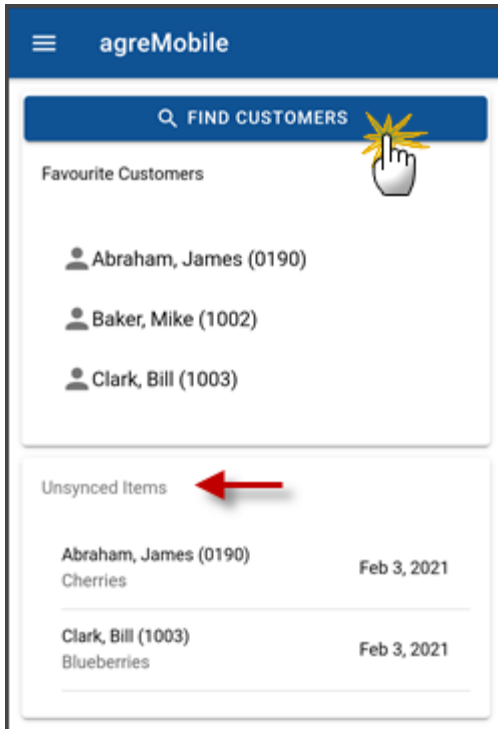 agreMobile
FIND CUSTOMERS
Favourite Customers
Abraham, James (0190)
Baker, Mike (1002)
Clark, Bill (1003)
Unsynced Items
Abraham, James (0190)
Cherries
Feb 3, 2021
Clark, Bill (1003)
Blueberries
Feb 3, 2021